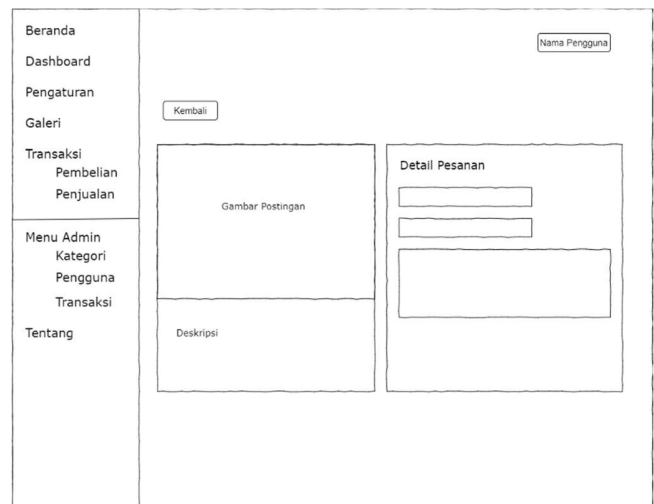 Beranda
Dashboard
Pengaturan
Galeri
Transaksi
Pembelian
Penjualan
Menu Admin
Kategori
Pengguna
Transaksi
Tentang
Nama Pengguna
Kembali
Gambar Postingan
Deskripsi
Detail Pesanan